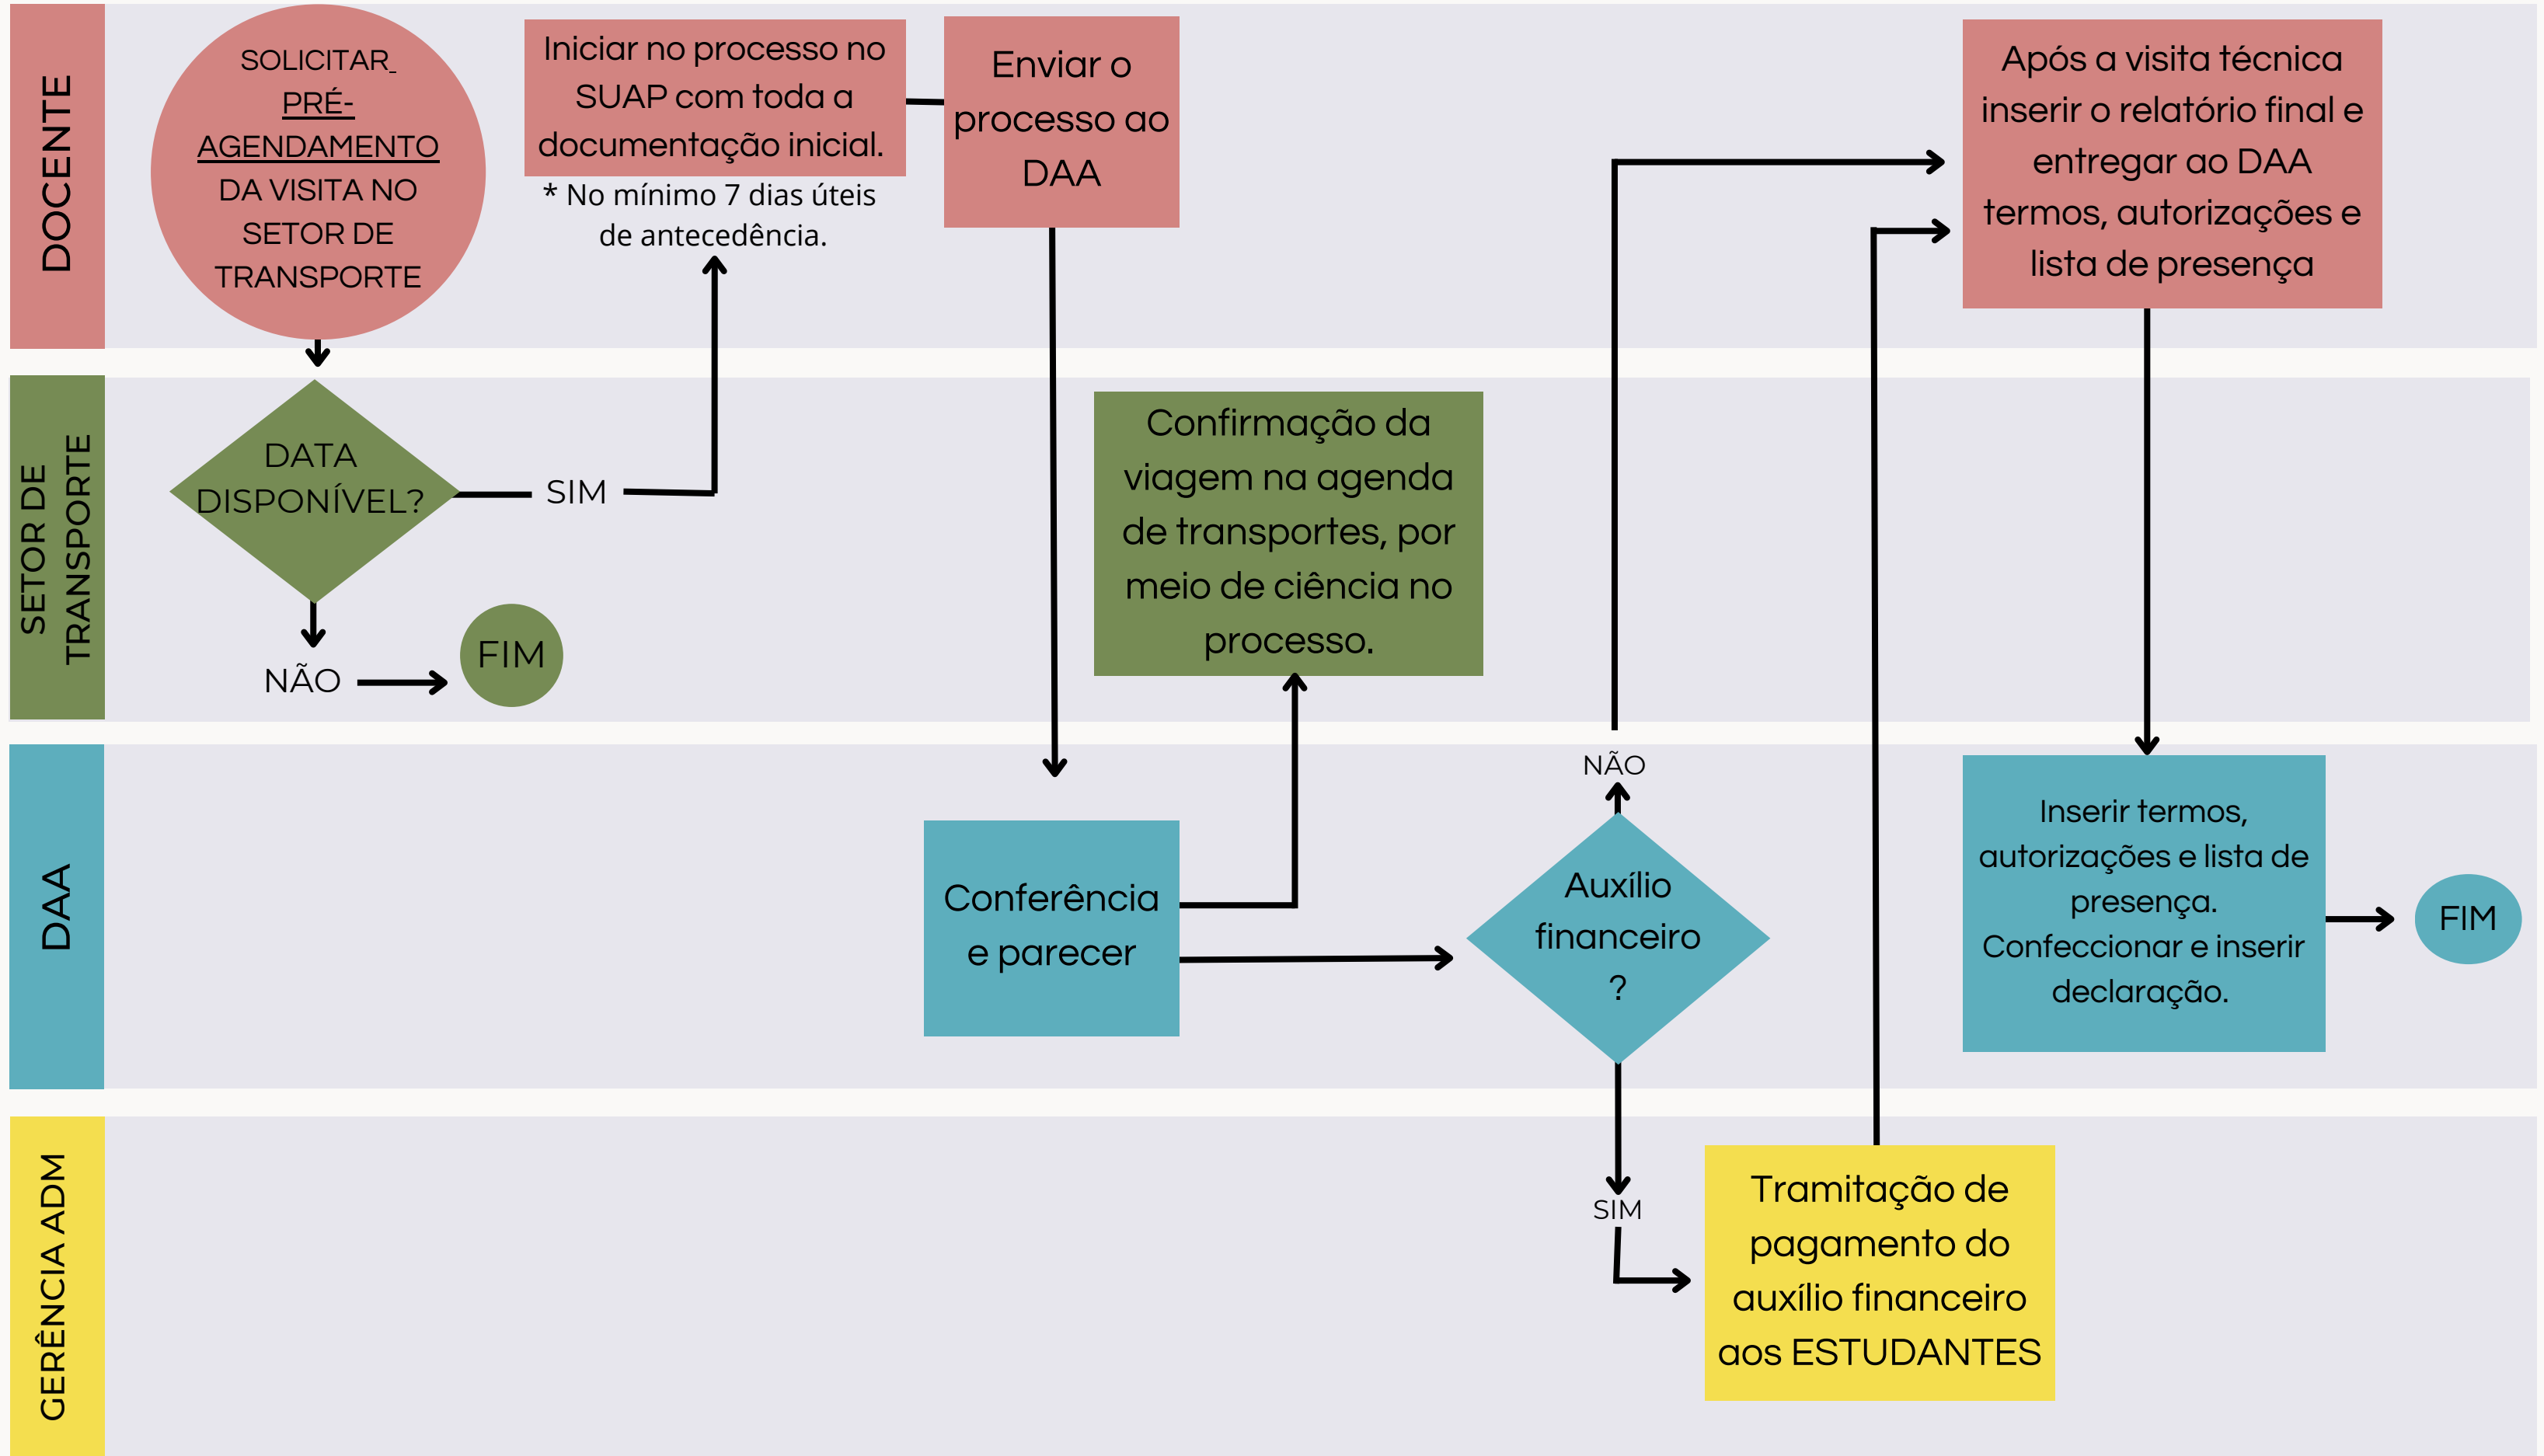 DOCENTE
SOLICITAR
PRÉ-
AGENDAMENTO
DA VISITA NO
SETOR DE
TRANSPORTE
Iniciar no processo no
SUAP com toda a
documentação inicial.
* No mínimo 7 dias úteis
de antecedência.
Enviar o
processo ao
DAA
Após a visita técnica
inserir o relatório final e
entregar ao DAA
termos, autorizações e
lista de presença
SETOR DE
TRANSPORTE
DATA
DISPONÍVEL?
SIM
NÃO
FIM
Confirmação da
viagem na agenda
de transportes, por
meio de ciência no
processo.
DAA
Conferência
e parecer
NÃO
Auxílio
financeiro
?
SIM
Inserir termos,
autorizações e lista de
presença.
Confeccionar e inserir
declaração.
FIM
GERÊNCIA ADM
Tramitação de
pagamento do
auxílio financeiro
aos ESTUDANTES